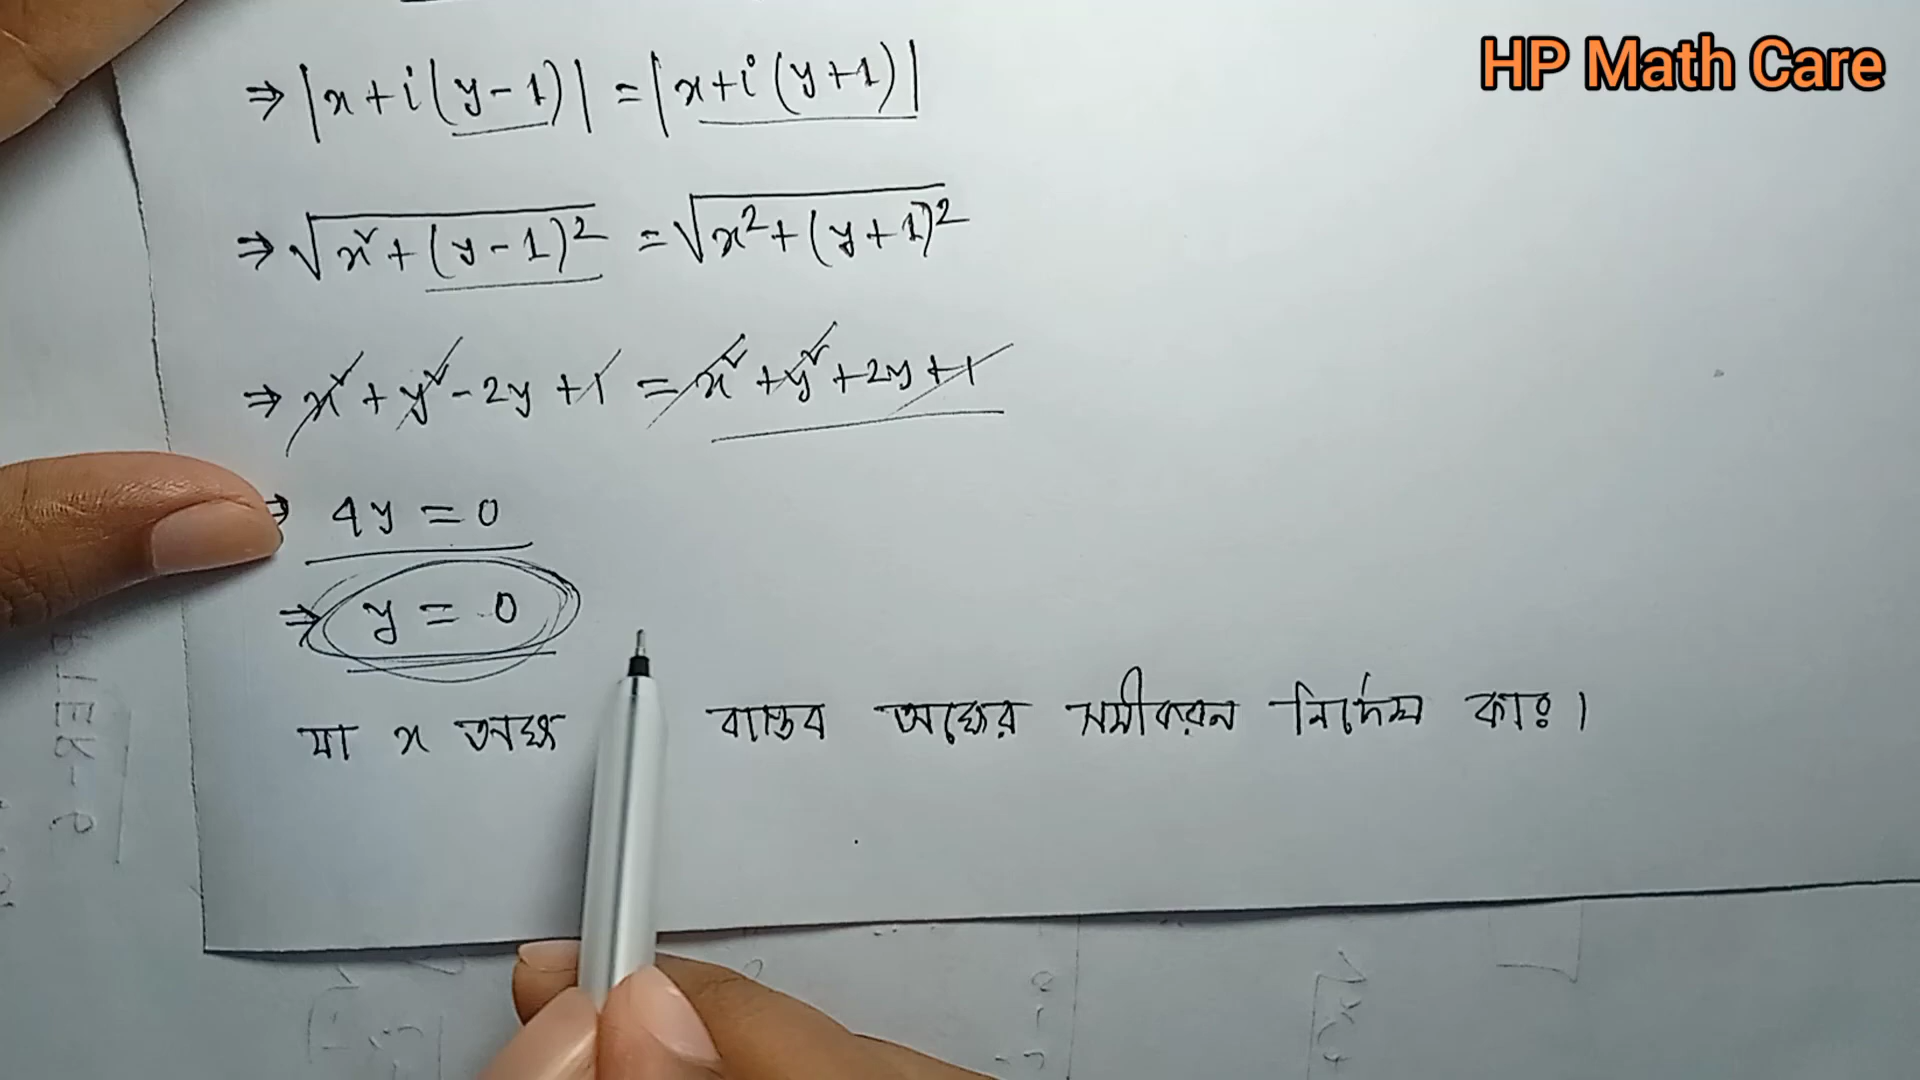 HP Math Care
⇒ |x+i(y-1)| = |x+i(y+1)|
⇒ √x²+(y-1)² = √x²+(y+1)²
⇒ x²+y²-2y+1 = x²+y²+2y+1
⇒ 4y=0
⇒ y = 0
যা x অক্ষ বাস্তব অক্ষের সমীকরন নির্দেশ করে।